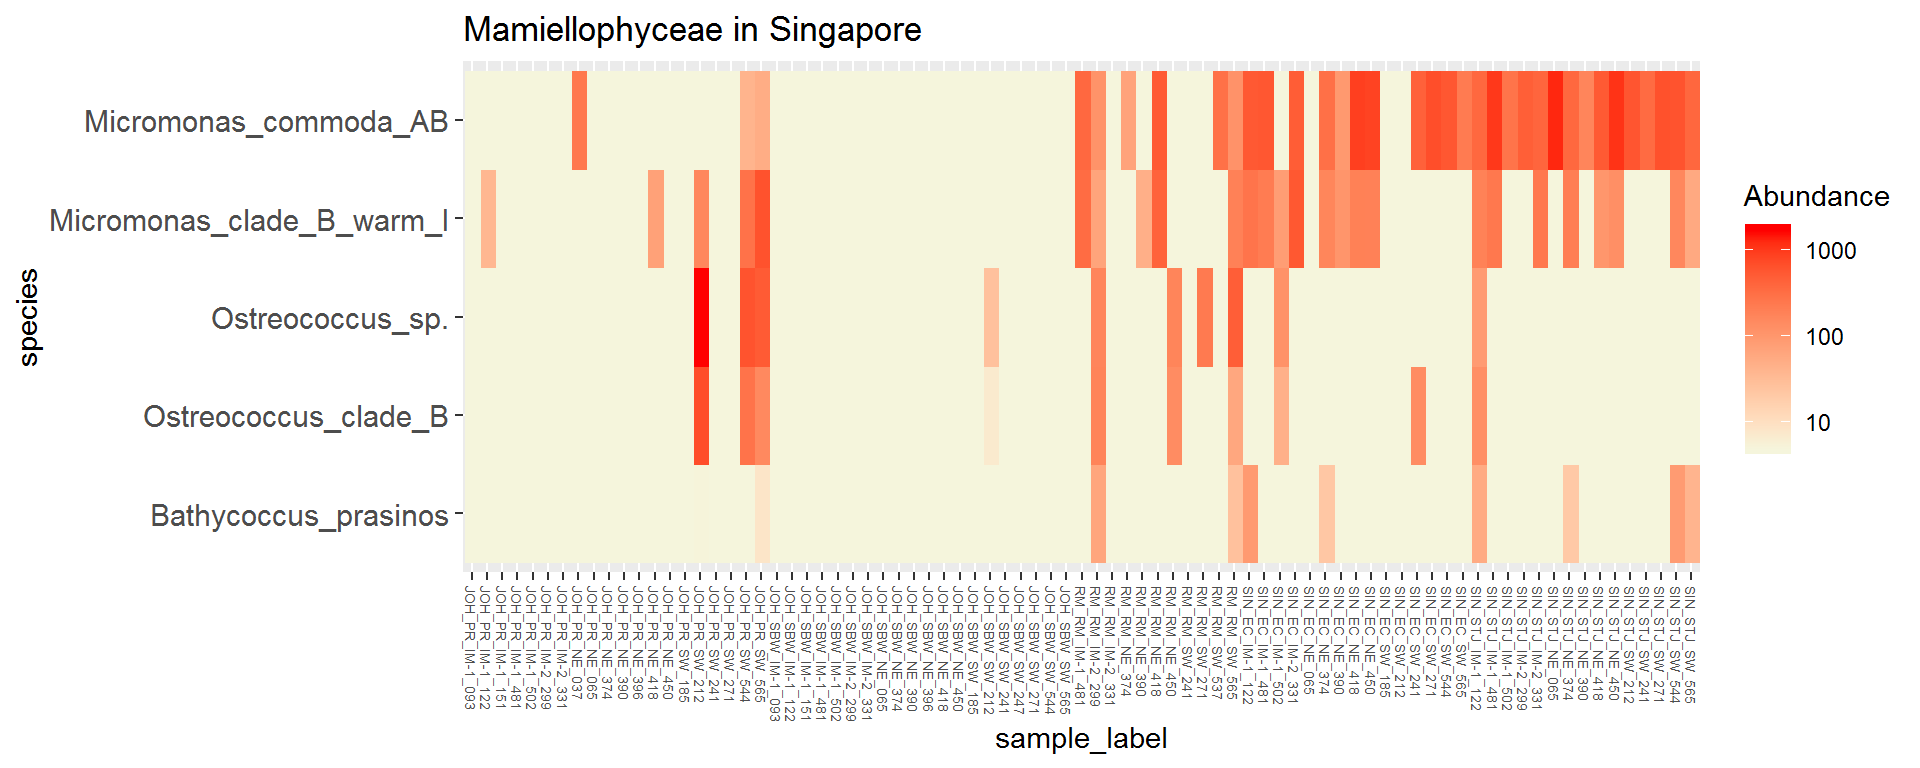 Mamiellophyceae in Singapore
species
Micromonas_commoda_AB
Micromonas_clade_B_warm_I
Ostreococcus_sp.
Ostreococcus_clade_B
Bathycoccus_prasinos
JOH_PR_IM-1_093
JOH_PR_IM-1_122
JOH_PR_IM-1_151
JOH_PR_IM-1_481
JOH_PR_IM-1_502
JOH_PR_IM-2_299
JOH_PR_IM-2_331
JOH_PR_NE_037
JOH_PR_NE_065
JOH_PR_NE_374
JOH_PR_NE_390
JOH_PR_NE_396
JOH_PR_NE_418
JOH_PR_NE_450
JOH_PR_SW_185
JOH_PR_SW_212
JOH_PR_SW_241
JOH_PR_SW_271
JOH_PR_SW_544
JOH_PR_SW_565
JOH_SBW_IM-1_093
JOH_SBW_IM-1_122
JOH_SBW_IM-1_151
JOH_SBW_IM-1_481
JOH_SBW_IM-1_502
JOH_SBW_IM-2_299
JOH_SBW_IM-2_331
JOH_SBW_NE_065
JOH_SBW_NE_374
JOH_SBW_NE_390
JOH_SBW_NE_396
JOH_SBW_NE_418
JOH_SBW_NE_450
JOH_SBW_SW_185
JOH_SBW_SW_212
JOH_SBW_SW_241
JOH_SBW_SW_247
JOH_SBW_SW_271
JOH_SBW_SW_544
JOH_SBW_SW_565
RM_RM_IM-1_481
RM_RM_IM-2_299
RM_RM_IM-2_331
RM_RM_NE_374
RM_RM_NE_390
RM_RM_NE_418
RM_RM_NE_450
RM_RM_SW_241
RM_RM_SW_271
RM_RM_SW_565
SIN_EC_IM-1_122
SIN_EC_IM-1_481
SIN_EC_IM-1_502
SIN_EC_IM-2_331
SIN_EC_NE_065
SIN_EC_NE_374
SIN_EC_NE_390
SIN_EC_NE_418
SIN_EC_NE_450
SIN_EC_SW_185
SIN_EC_SW_212
SIN_EC_SW_241
SIN_EC_SW_271
SIN_EC_SW_544
SIN_EC_SW_565
SIN_STJ_IM-1_122
SIN_STJ_IM-1_481
SIN_STJ_IM-1_502
SIN_STJ_IM-2_299
SIN_STJ_IM-2_331
SIN_STJ_NE_065
SIN_STJ_NE_374
SIN_STJ_NE_390
SIN_STJ_NE_418
SIN_STJ_NE_450
SIN_STJ_SW_212
SIN_STJ_SW_241
SIN_STJ_SW_271
SIN_STJ_SW_544
SIN_STJ_SW_565
sample_label
Abundance
1000
100
10